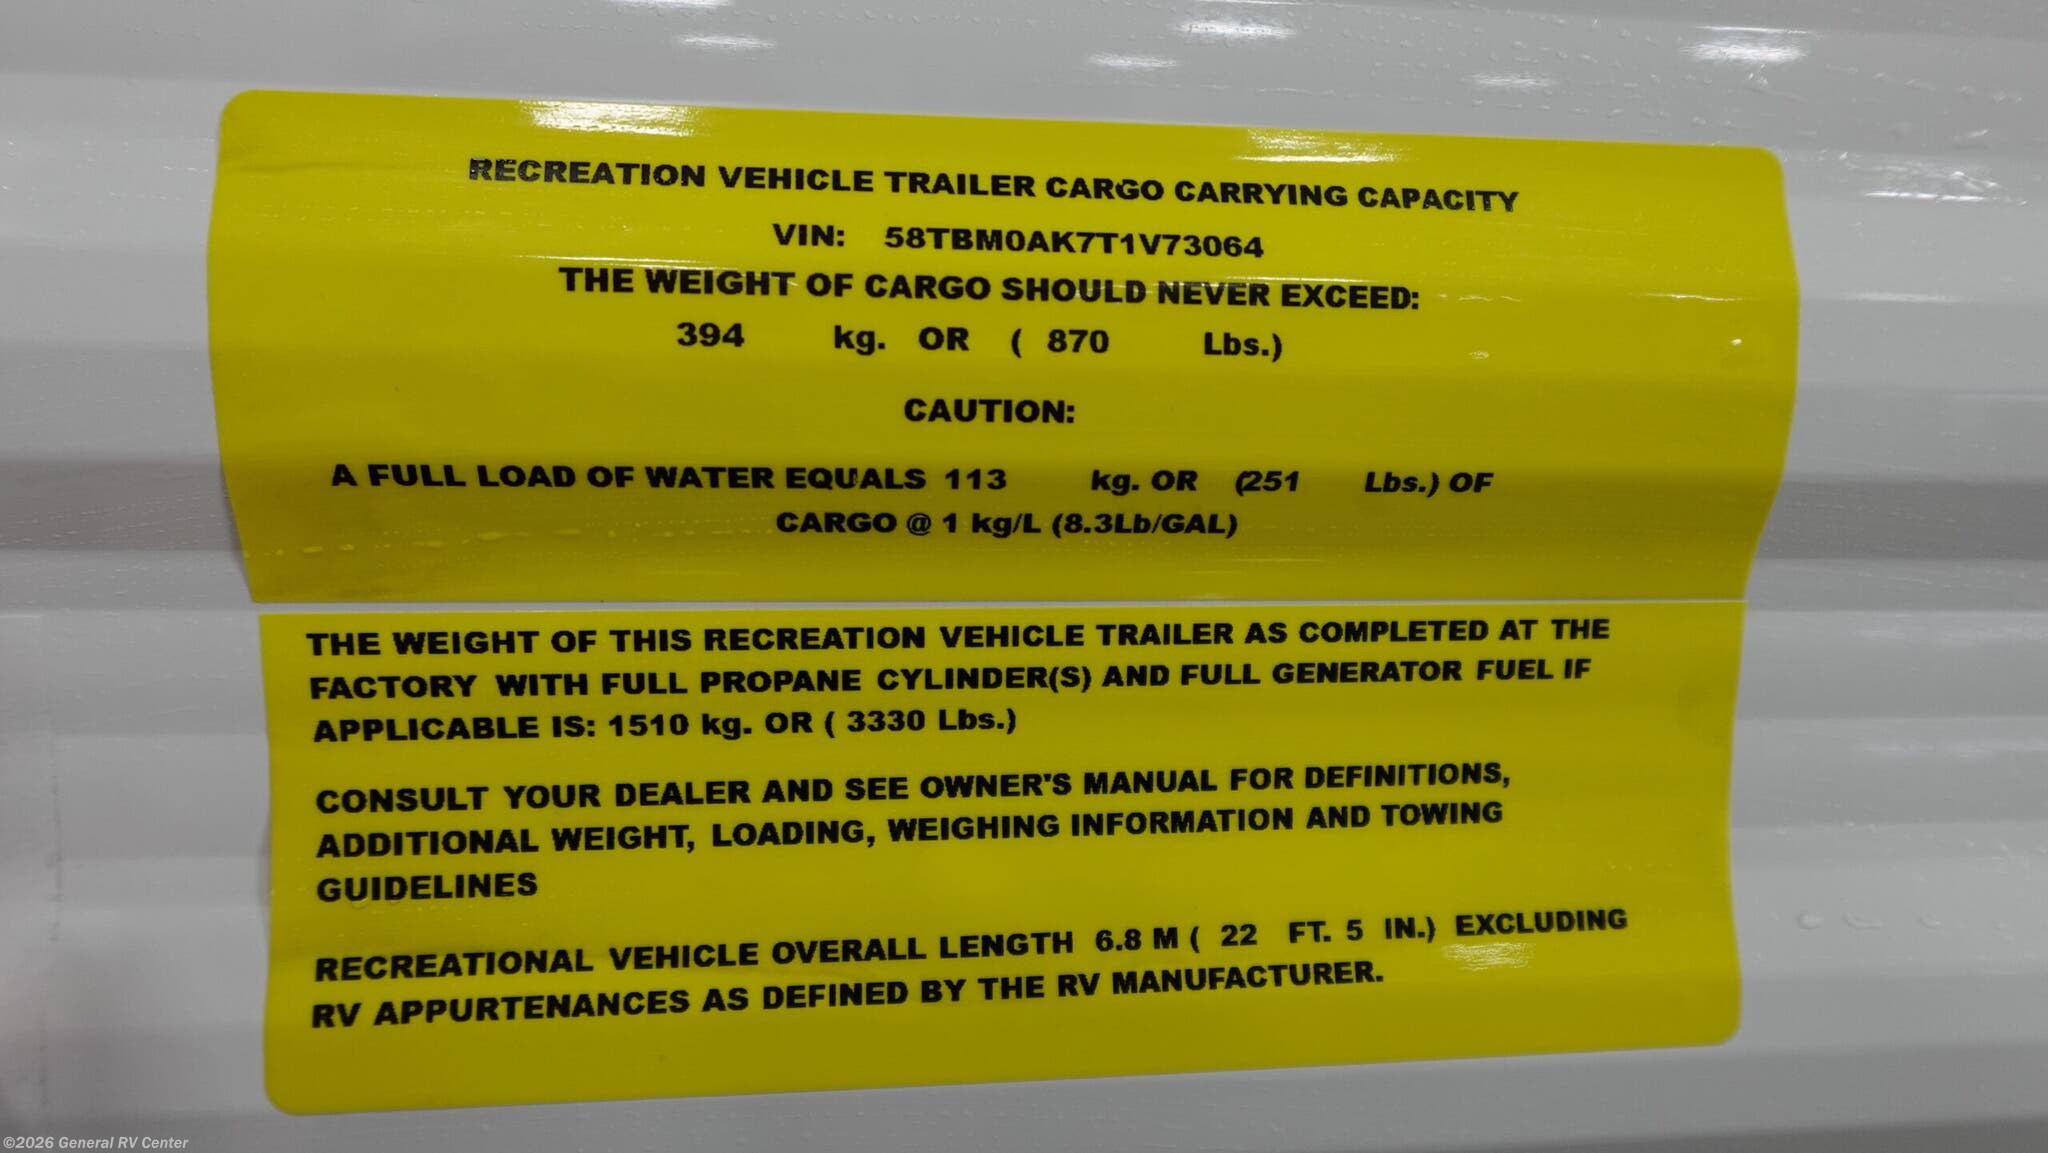 RECREATION VEHICLE TRAILER CARGO CARRYING CAPACITY
VIN: 58TBM0AK7T1V73064
THE WEIGHT OF CARGO SHOULD NEVER EXCEED:
394 kg. OR ( 870 Lbs.)
CAUTION:
A FULL LOAD OF WATER EQUALS 113 kg. OR (251 Lbs.) OF
CARGO @ 1 kg/L (8.3Lb/GAL)
THE WEIGHT OF THIS RECREATION VEHICLE TRAILER AS COMPLETED AT THE
FACTORY WITH FULL PROPANE CYLINDER(S) AND FULL GENERATOR FUEL IF
APPLICABLE IS: 1510 kg. OR ( 3330 Lbs.)
CONSULT YOUR DEALER AND SEE OWNER'S MANUAL FOR DEFINITIONS,
ADDITIONAL WEIGHT, LOADING, WEIGHING INFORMATION AND TOWING
GUIDELINES
RECREATIONAL VEHICLE OVERALL LENGTH 6.8 M ( 22 FT. 5 IN.) EXCLUDING
RV APPURTENANCES AS DEFINED BY THE RV MANUFACTURER.
©2026 General RV Center